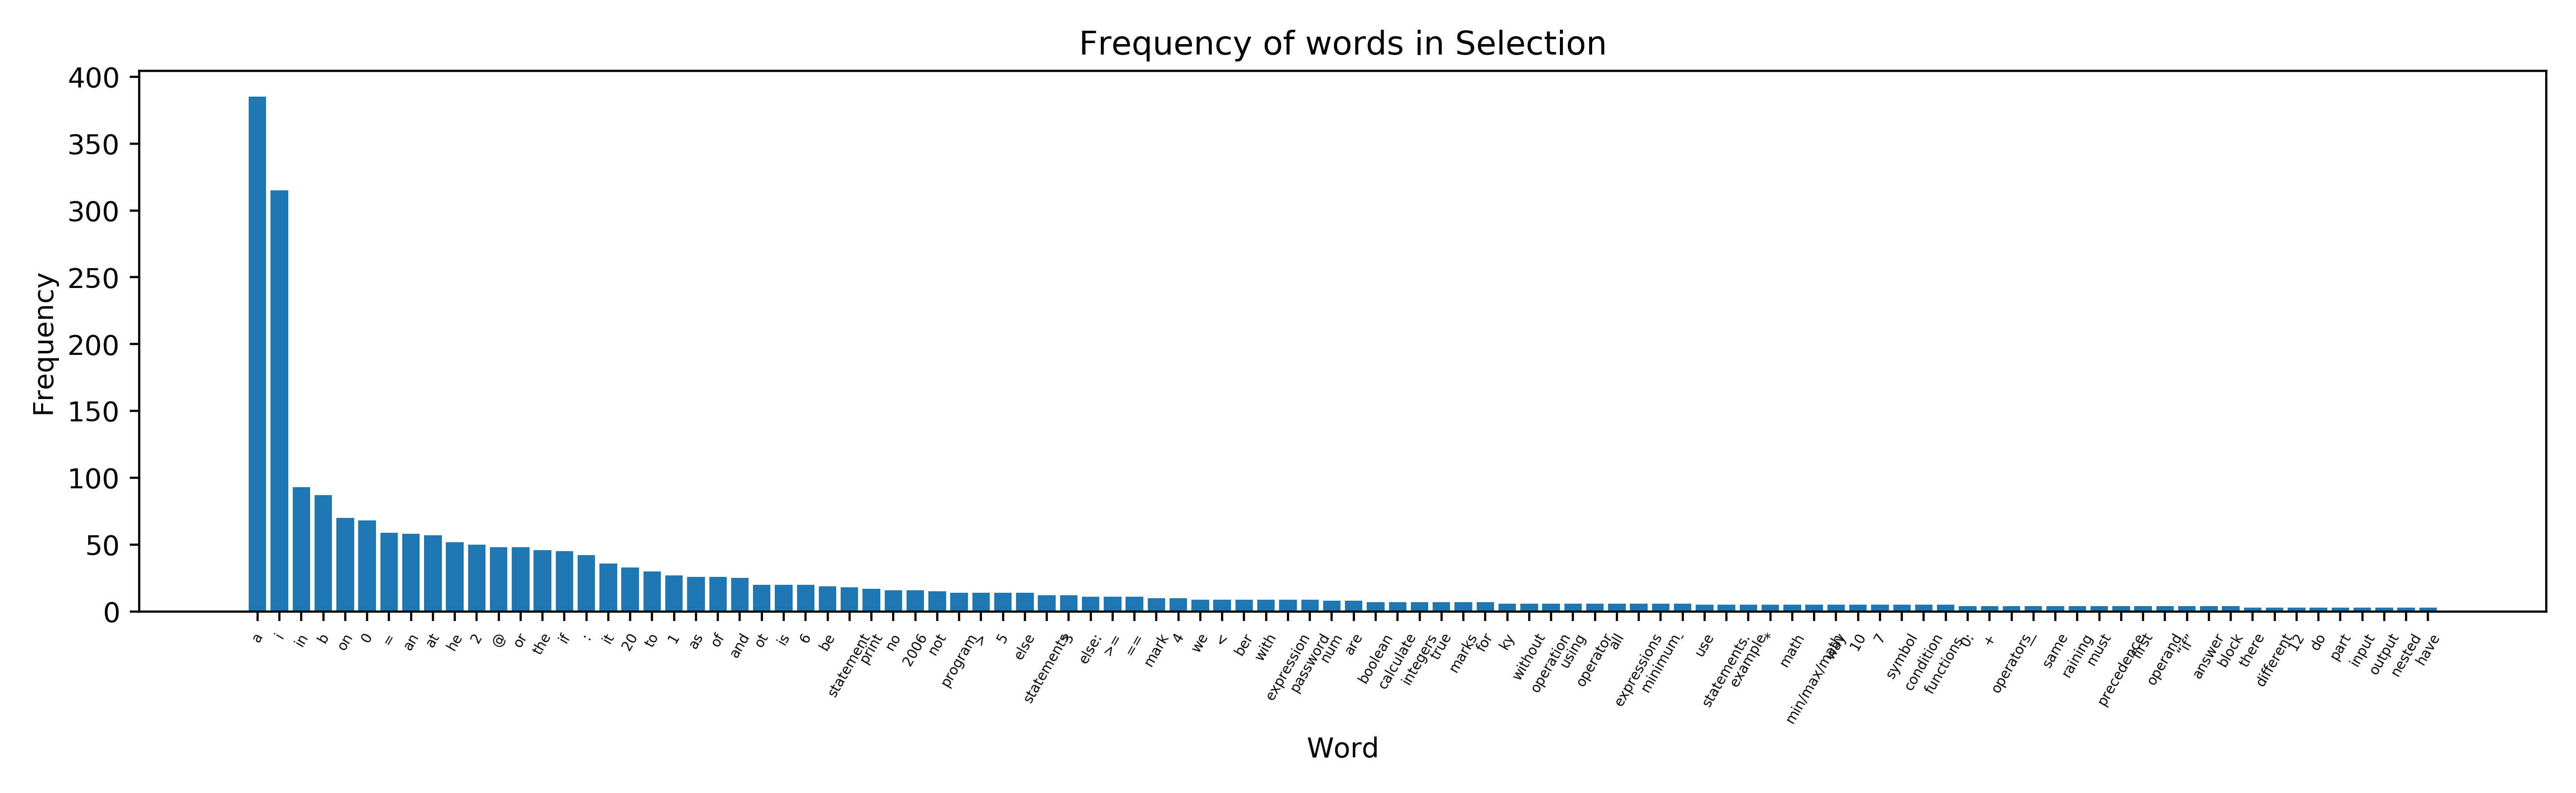 Frequency of words in Selection
Frequency
400
350
300
250
200
150
100
50
0
a
i
in
b
on
0
=
an
at
he
2
@
or
the
if
:
it
20
to
1
as
of
and
ot
is
6
be
statement
print
no
2006
not
program
>
5
else
statements
3
else:
>=
==
mark
4
we
<
ber
with
expression
password
num
are
boolean
calculate
integers
true
marks
for
ky
without
operation
using
operator
all
expressions
minimum
-
use
statements.
example
*
math
min/max/math
way
10
7
symbol
condition
functions
0:
+
operators
_
same
raining
must
precedence
first
operand
"if"
answer
block
there
different
12
do
part
input
output
nested
have
Word